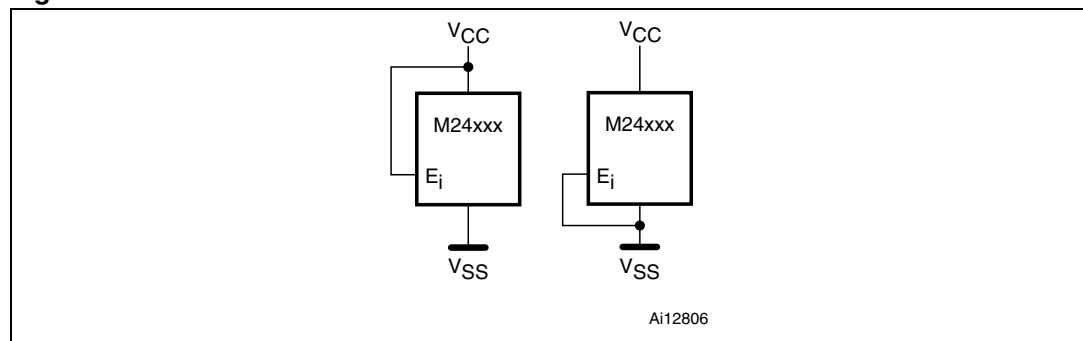 V_CC V_CC
M24xxx M24xxx
E_i E_i
V_SS V_SS
Ai12806